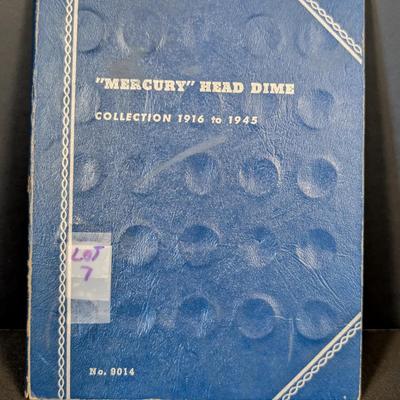 "MERCURY" HEAD DIME
COLLECTION 1916 to 1945
LOT
7
No. 9014